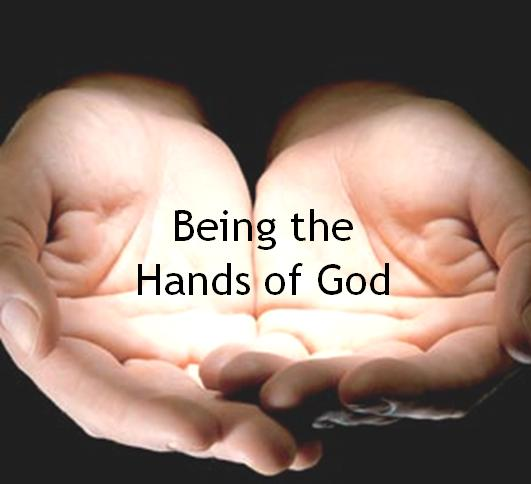 Being the
Hands of God